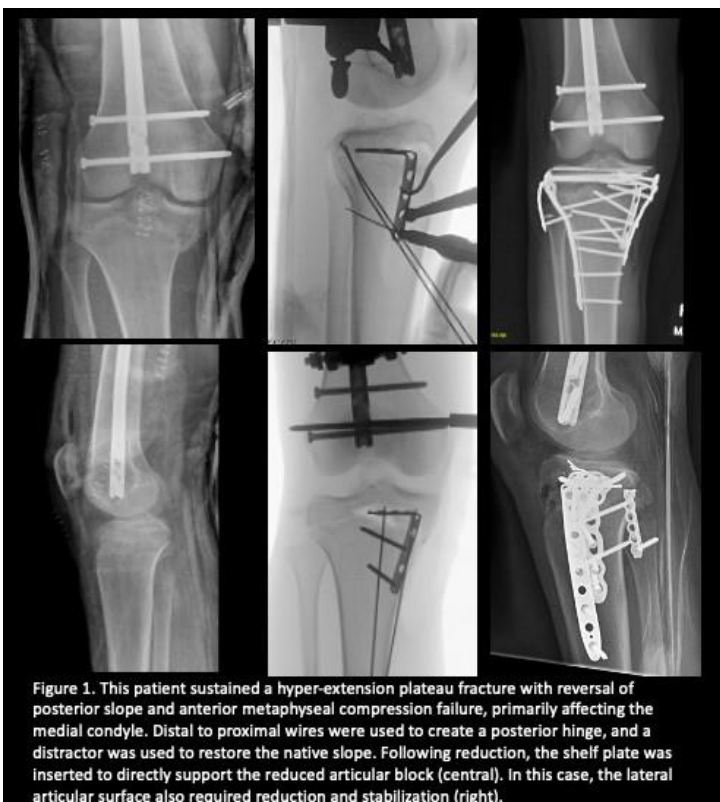 M
Figure 1. This patient sustained a hyper-extension plateau fracture with reversal of
posterior slope and anterior metaphyseal compression failure, primarily affecting the
medial condyle. Distal to proximal wires were used to create a posterior hinge, and a
distractor was used to restore the native slope. Following reduction, the shelf plate was
inserted to directly support the reduced articular block (central). In this case, the lateral
articular surface also required reduction and stabilization (right).